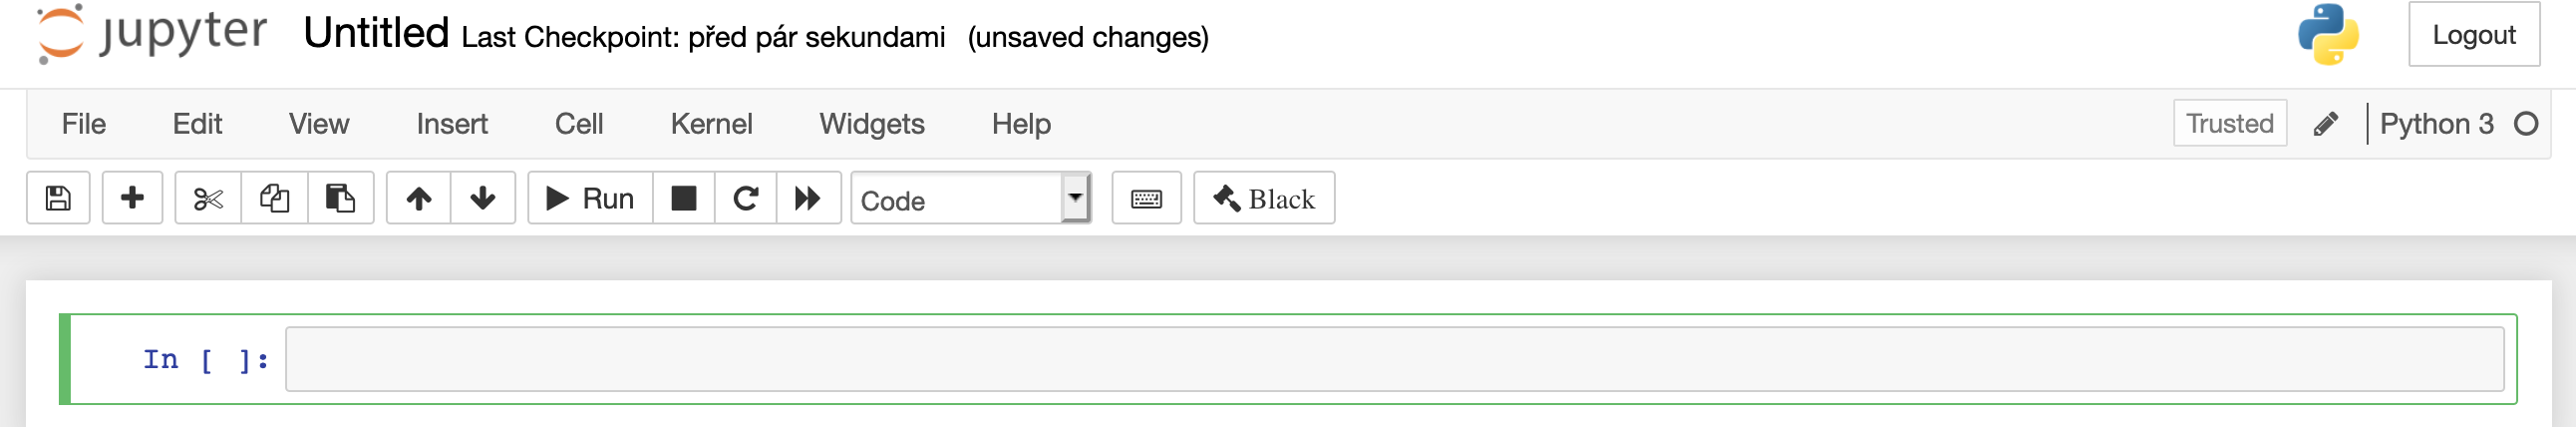 jupyter Untitled Last Checkpoint: před pár sekundami (unsaved changes) Logout
File Edit View Insert Cell Kernel Widgets Help Trusted Python 3
Run Code Black
In [ ]: